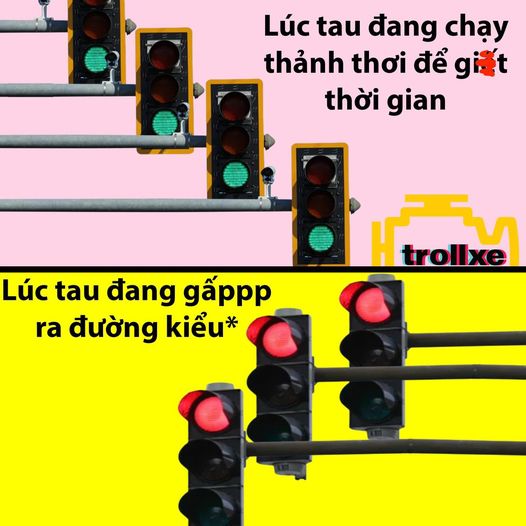 Lúc tau đang chạy
thảnh thơi để giết
thời gian
trollxe
Lúc tau đang gấppp
ra đường kiểu*